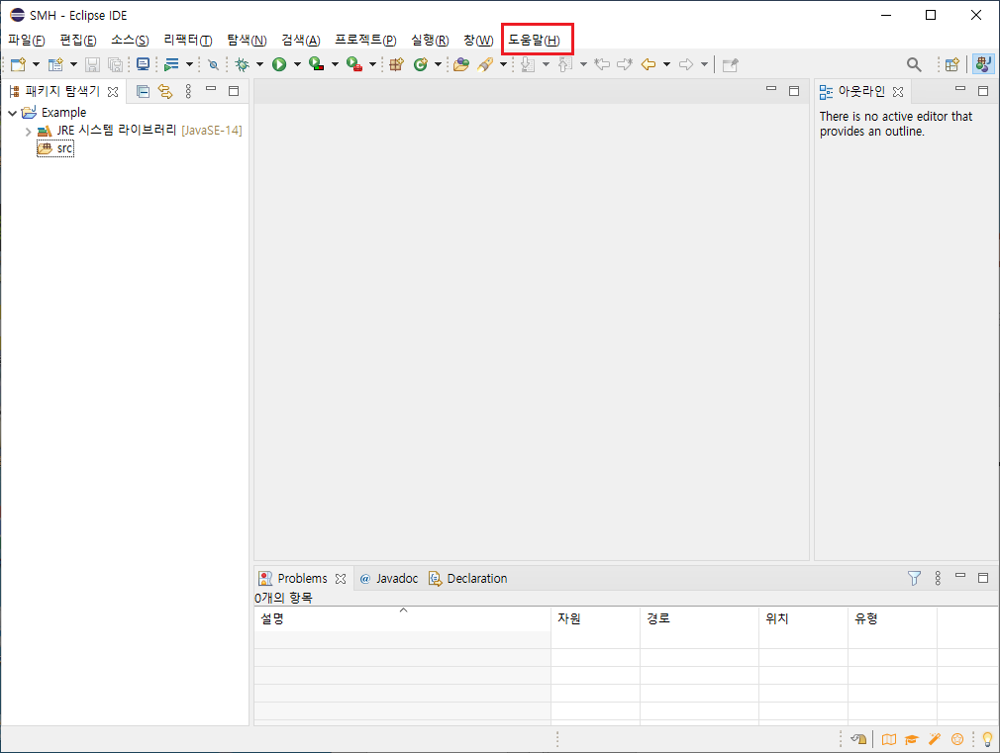 SMH - Eclipse IDE
파일(F) 편집(E) 소스(S) 리팩터(T) 탐색(N) 검색(A) 프로젝트(P) 실행(R) 창(W) 도움말(H)
패키지 탐색기
Example
JRE 시스템 라이브러리 [JavaSE-14]
src
아웃라인
There is no active editor that
provides an outline.
Problems @ Javadoc Declaration
0개의 항목
설명 자원 경로 위치 유형